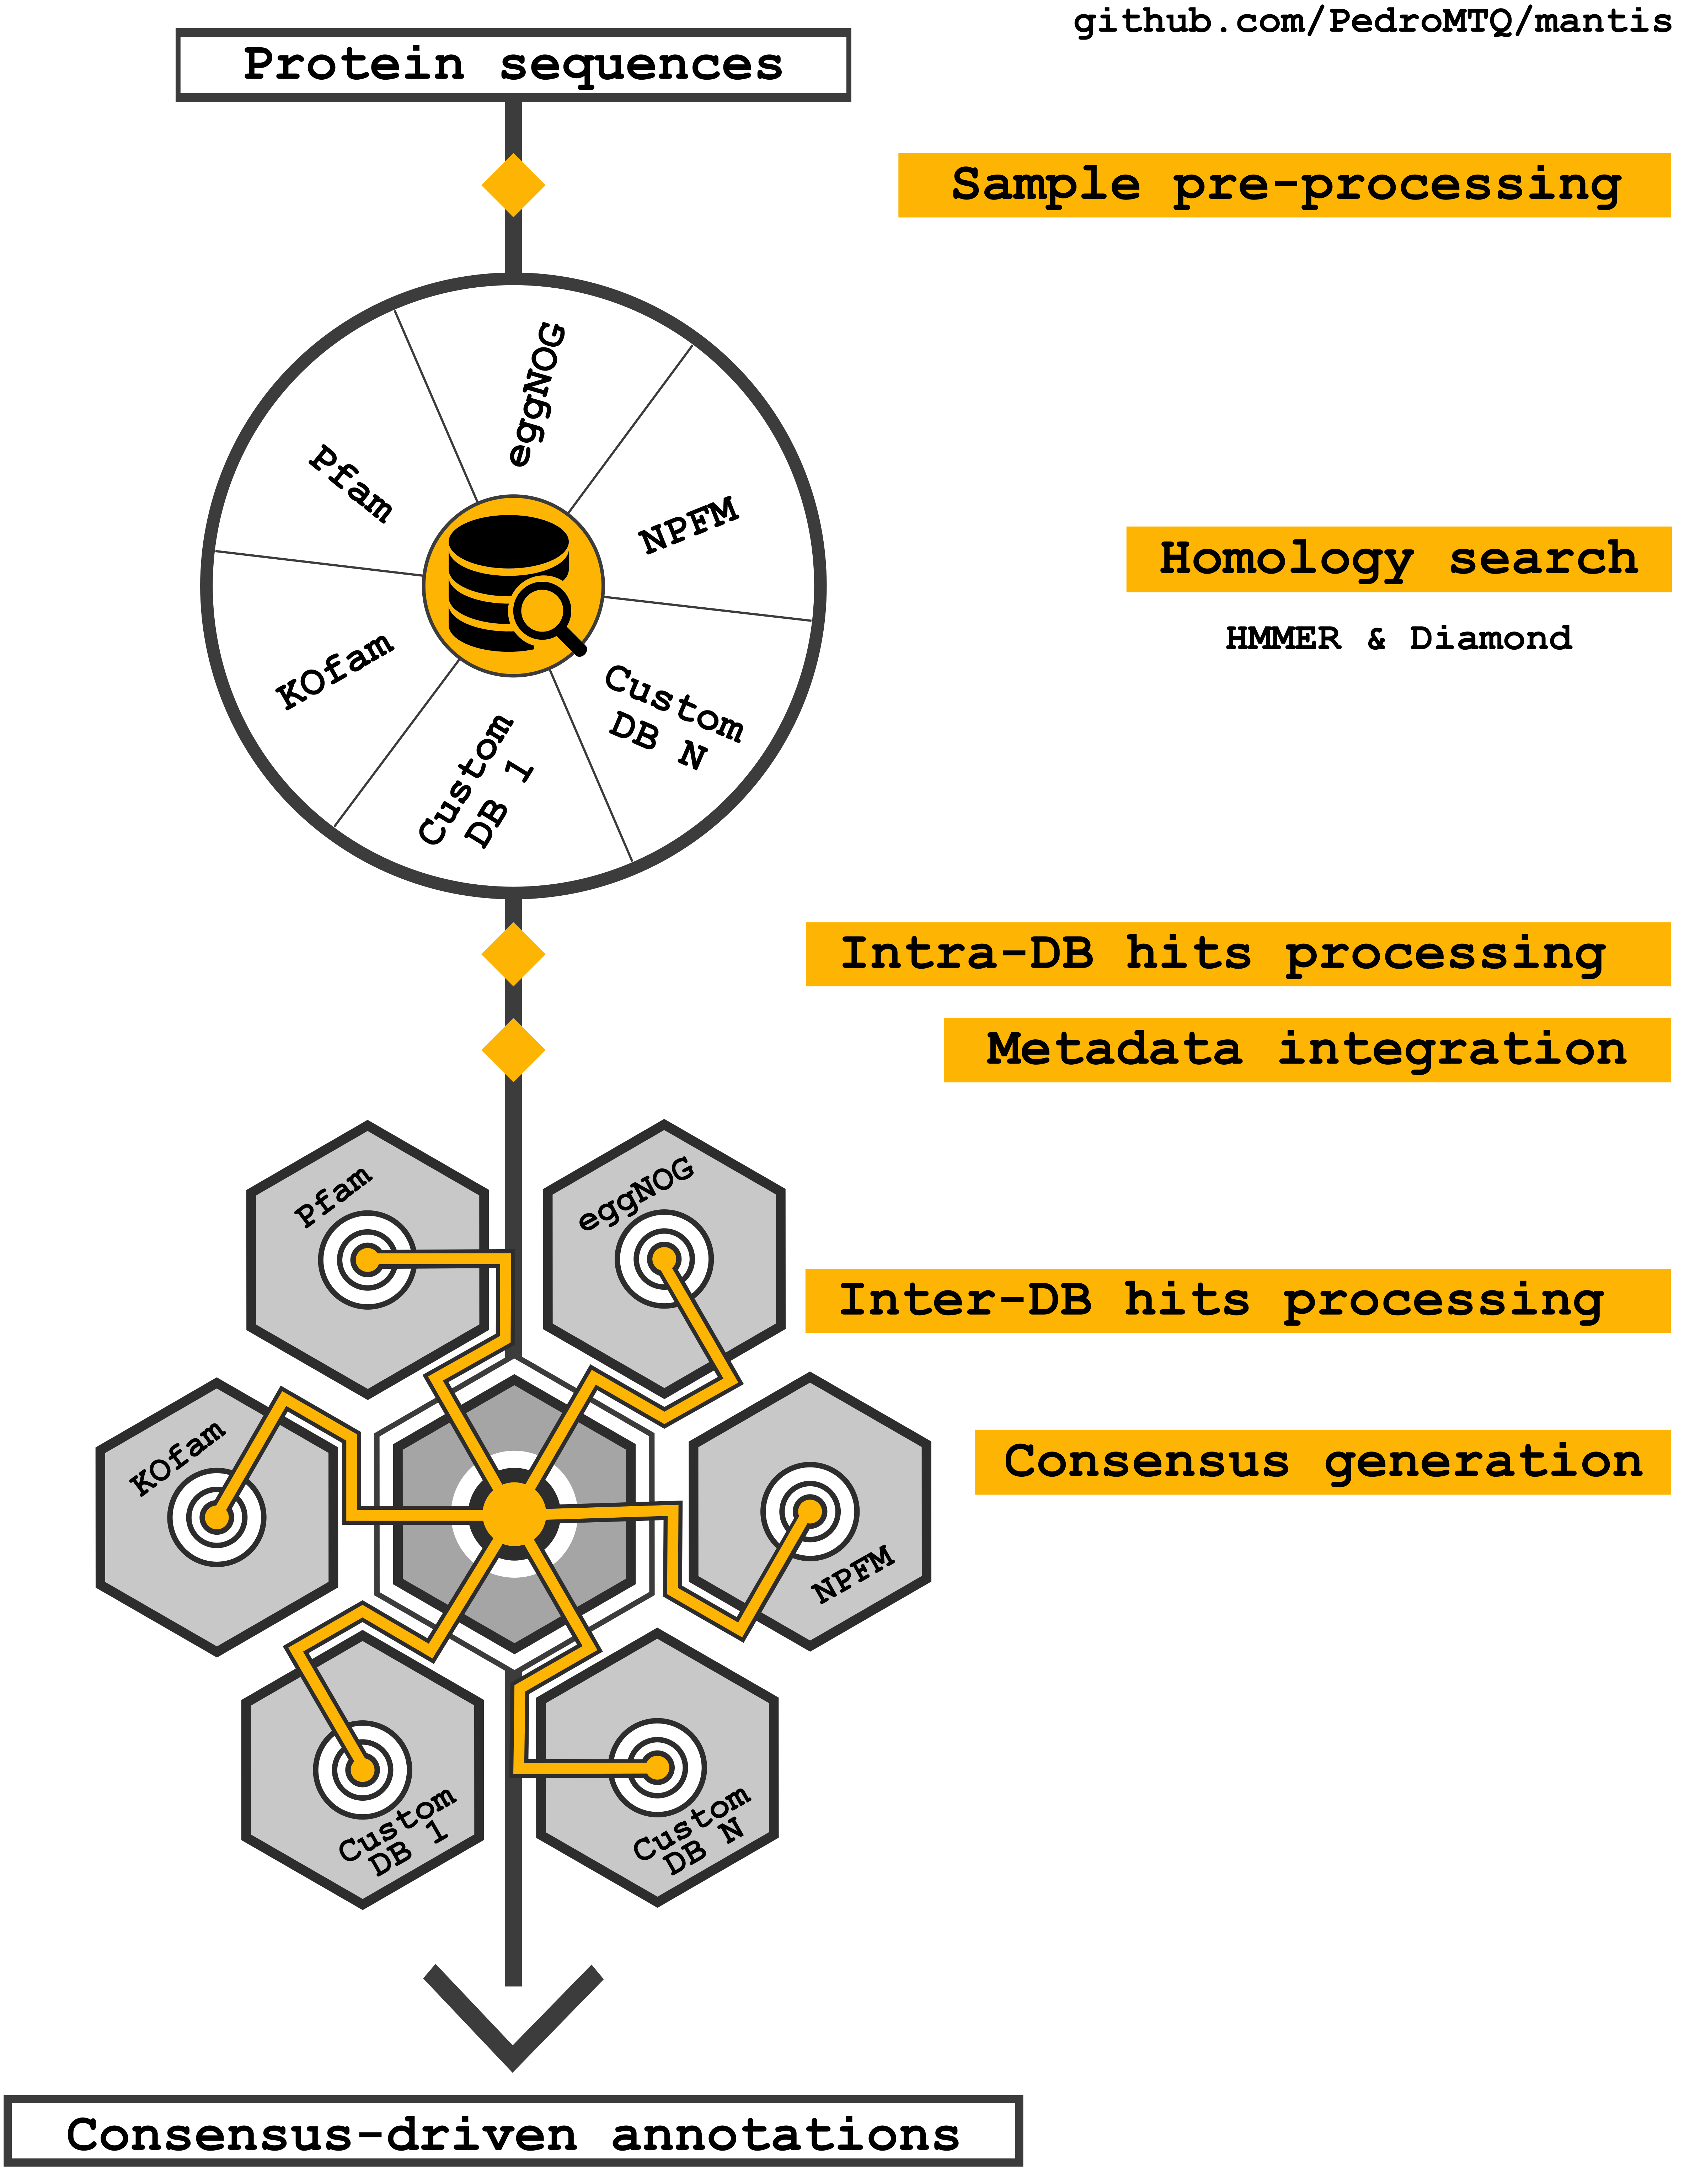 github.com/PedroMTQ/mantis
Protein sequences
Sample pre-processing
eggNOG
Pfam
NPFM
KOfam
Custom
DB 1
Custom
DB N
Homology search
HMMER & Diamond
Intra-DB hits processing
Metadata integration
Pfam
eggNOG
Inter-DB hits processing
KOfam
NPFM
Consensus generation
Custom
DB 1
Custom
DB N
Consensus-driven annotations